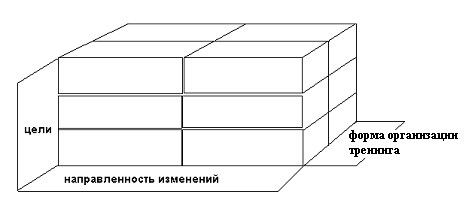 цели
форма организации
тренинга
направленность изменений